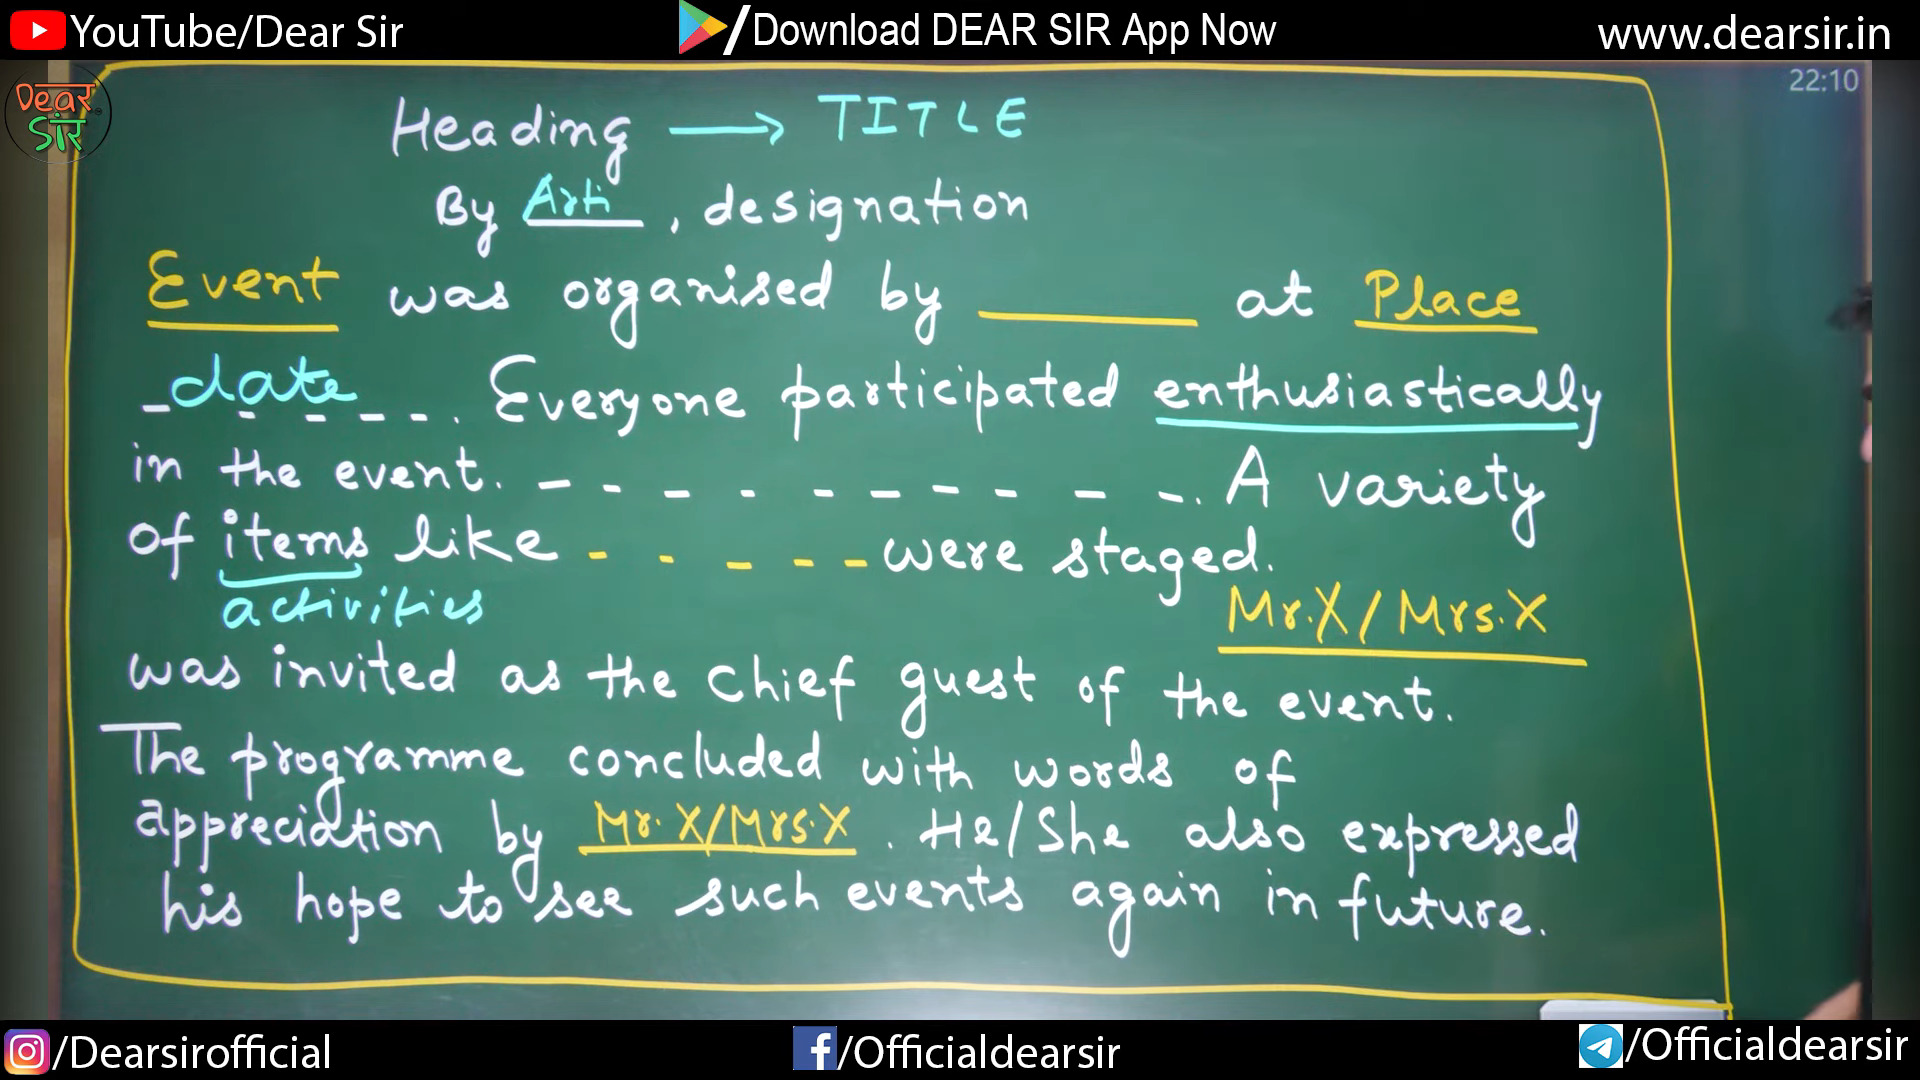 YouTube/Dear Sir
/Download DEAR SIR App Now
www.dearsir.in
Dearर
Siर
22:10
Heading → TITLE
By Arti, designation
Event was organised by ______ at Place
_date_ _ _ _. Everyone participated enthusiastically
in the event. _ _ _ _ _ _ _ _ _ _. A variety
of items like _ _ _ _ _ were staged.
activities
Mr.X/Mrs.X
was invited as the chief guest of the event.
The programme concluded with words of
appreciation by Mr.X/Mrs.X. He/She also expressed
his hope to see such events again in future.
/Dearsirofficial
/Officialdearsir
/Officialdearsir